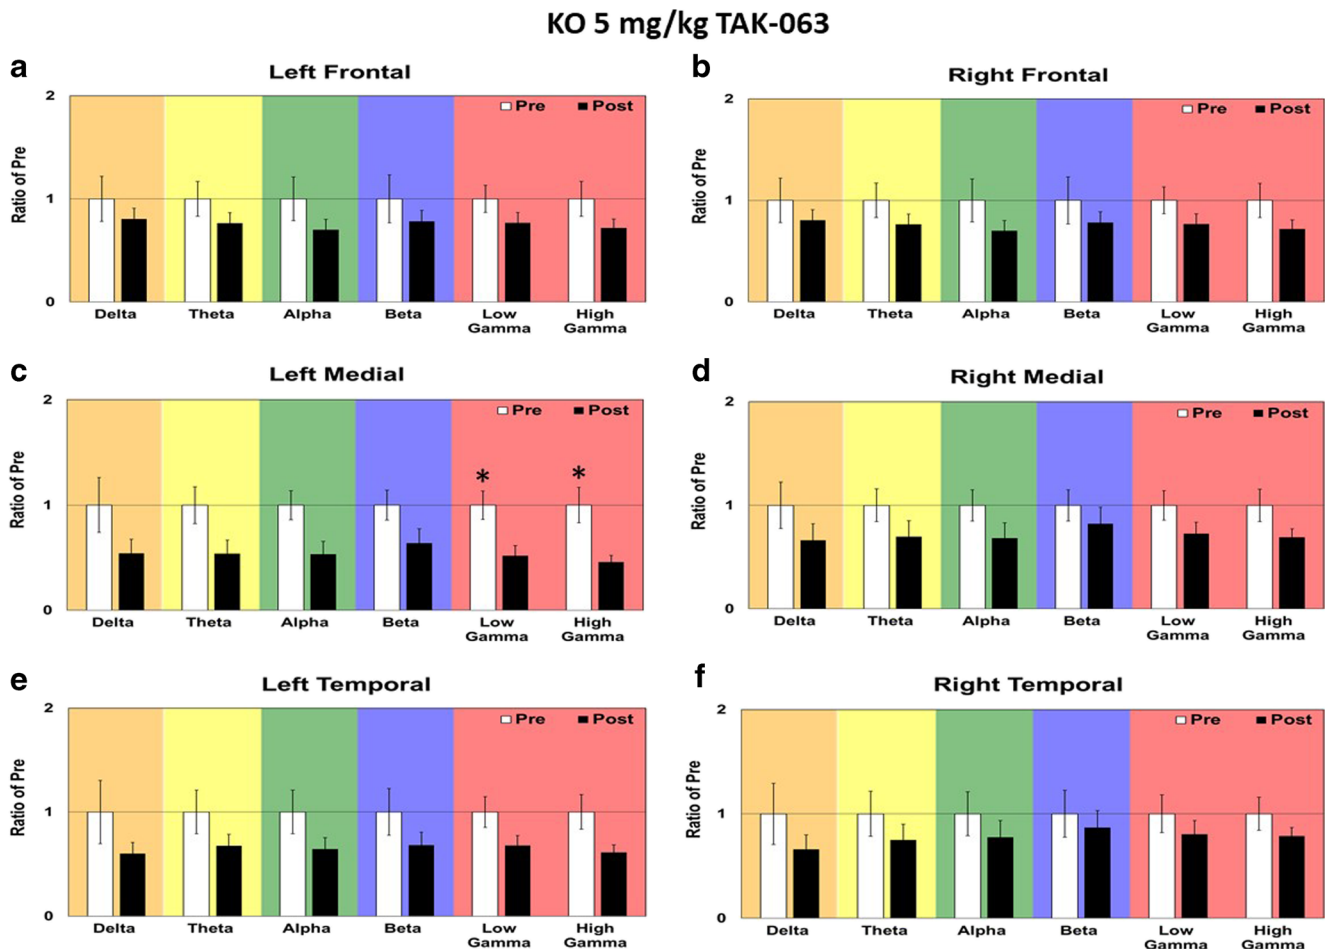 KO 5 mg/kg TAK-063
a
Left Frontal
2
Pre
Post
Ratio of Pre
1
0
Delta
Theta
Alpha
Beta
Low
Gamma
High
Gamma
b
Right Frontal
2
Pre
Post
Ratio of Pre
1
0
Delta
Theta
Alpha
Beta
Low
Gamma
High
Gamma
c
Left Medial
2
Pre
Post
*
*
Ratio of Pre
1
0
Delta
Theta
Alpha
Beta
Low
Gamma
High
Gamma
d
Right Medial
2
Pre
Post
Ratio of Pre
1
0
Delta
Theta
Alpha
Beta
Low
Gamma
High
Gamma
e
Left Temporal
2
Pre
Post
Ratio of Pre
1
0
Delta
Theta
Alpha
Beta
Low
Gamma
High
Gamma
f
Right Temporal
2
Pre
Post
Ratio of Pre
1
0
Delta
Theta
Alpha
Beta
Low
Gamma
High
Gamma